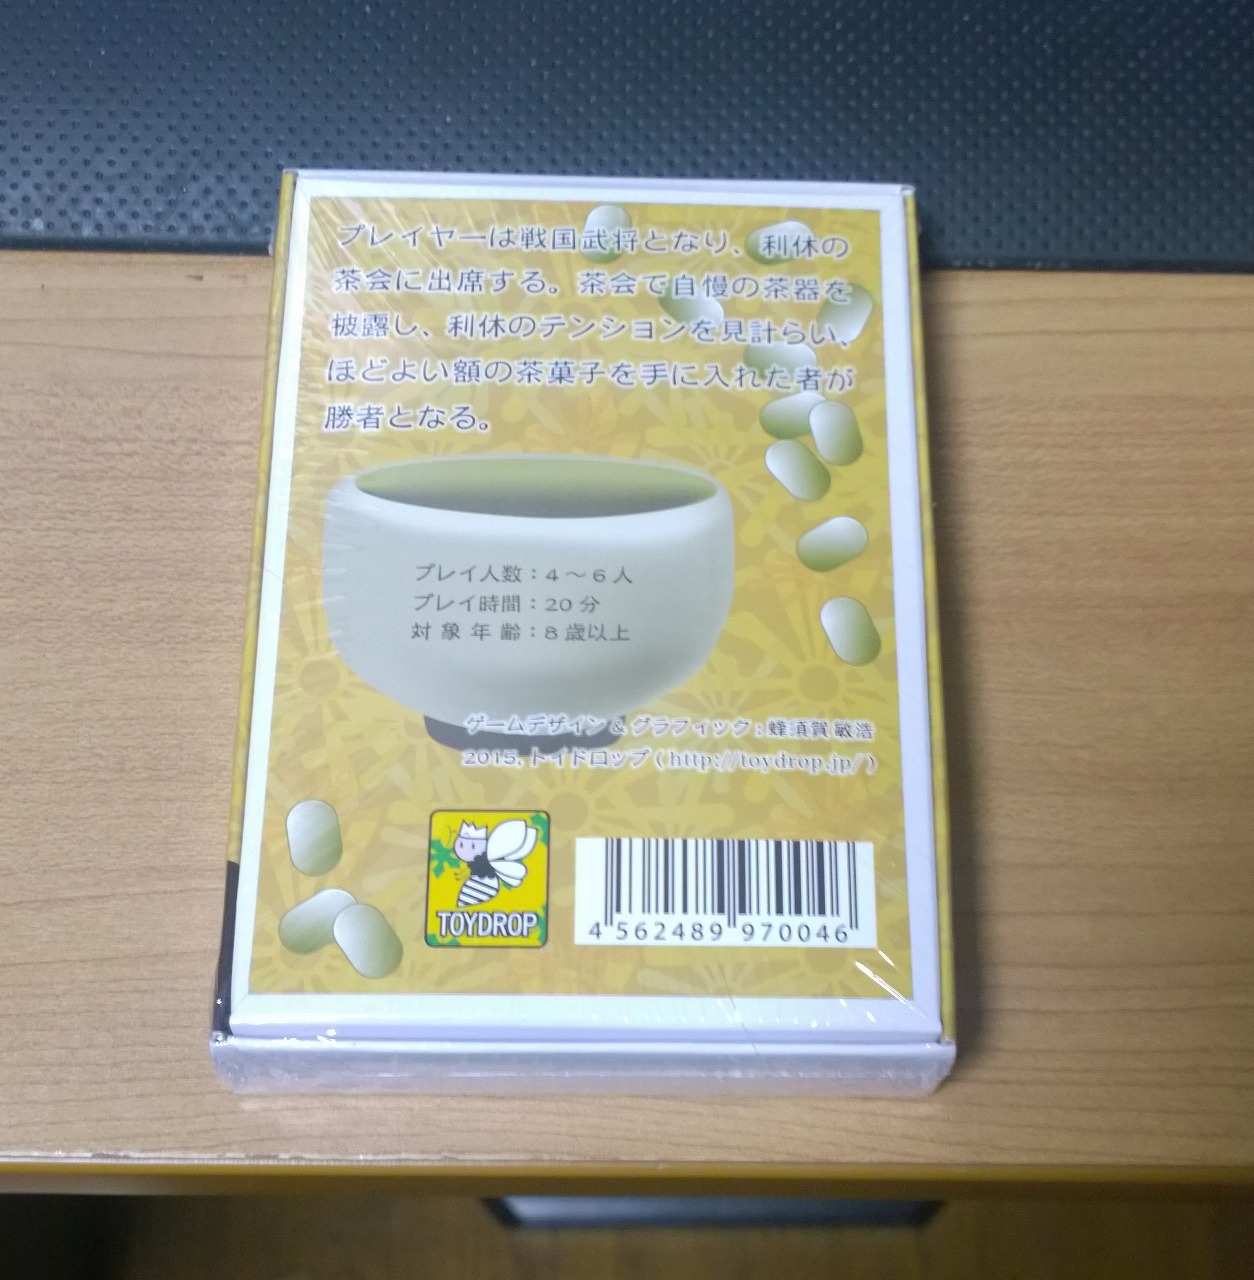 プレイヤーは戦国武将となり、利休の
茶会に出席する。茶会で自慢の茶器を
披露し、利休のテンションを見計らい、
ほどよい額の茶菓子を手に入れた者が
勝者となる。
プレイ人数：4～6人
プレイ時間：20分
対象年齢：8歳以上
ゲームデザイン&グラフィック：蜂須賀敏浩
2015, トイドロップ ( http://toydrop.jp/ )
TOYDROP
4 562489 970046